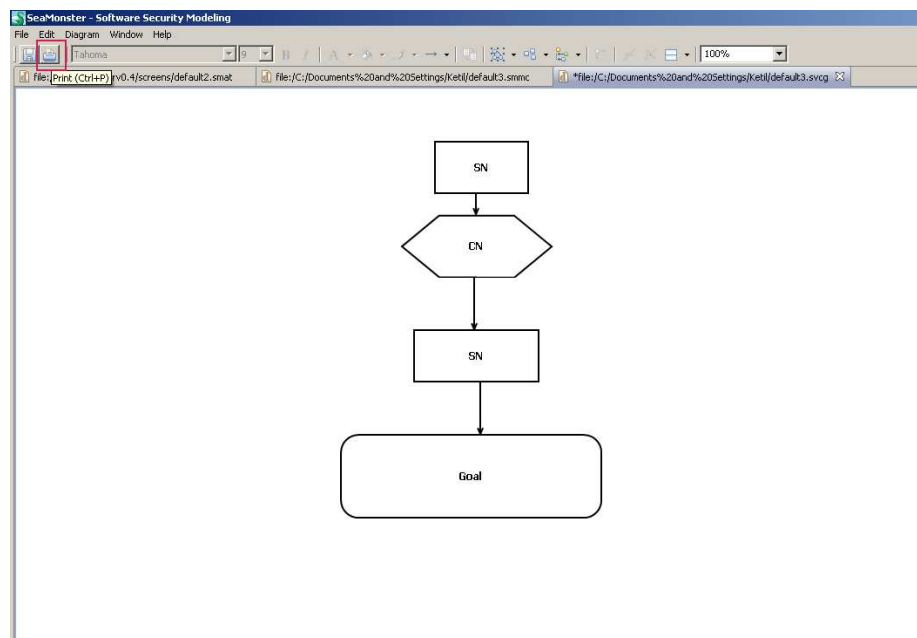 SeaMonster - Software Security Modeling
File Edit Diagram Window Help
Tahoma 9 B I A 100%
file: Print (Ctrl+P) rv0.4/screens/default2.smat file:/C:/Documents%20and%20Settings/Ketil/default3.smmc *file:/C:/Documents%20and%20Settings/Ketil/default3.svcg
SN
CN
SN
Goal